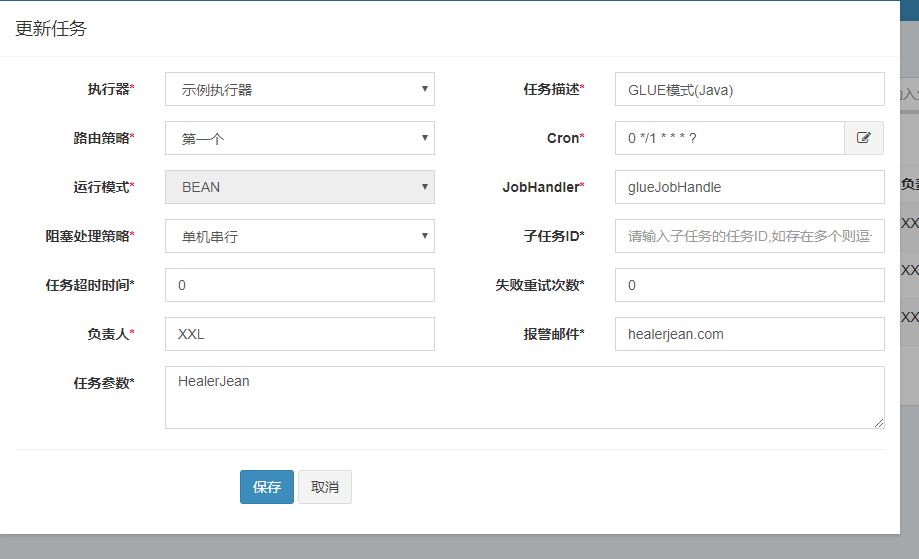 更新任务
执行器* 示例执行器 任务描述* GLUE模式(Java)
路由策略* 第一个 Cron* 0 */1 * * * ?
运行模式* BEAN JobHandler* glueJobHandle
阻塞处理策略* 单机串行 子任务ID* 请输入子任务的任务ID,如存在多个则逗
任务超时时间* 0 失败重试次数* 0
负责人* XXL 报警邮件* healerjean.com
任务参数* HealerJean
保存 取消
负责
XX
XX
XX